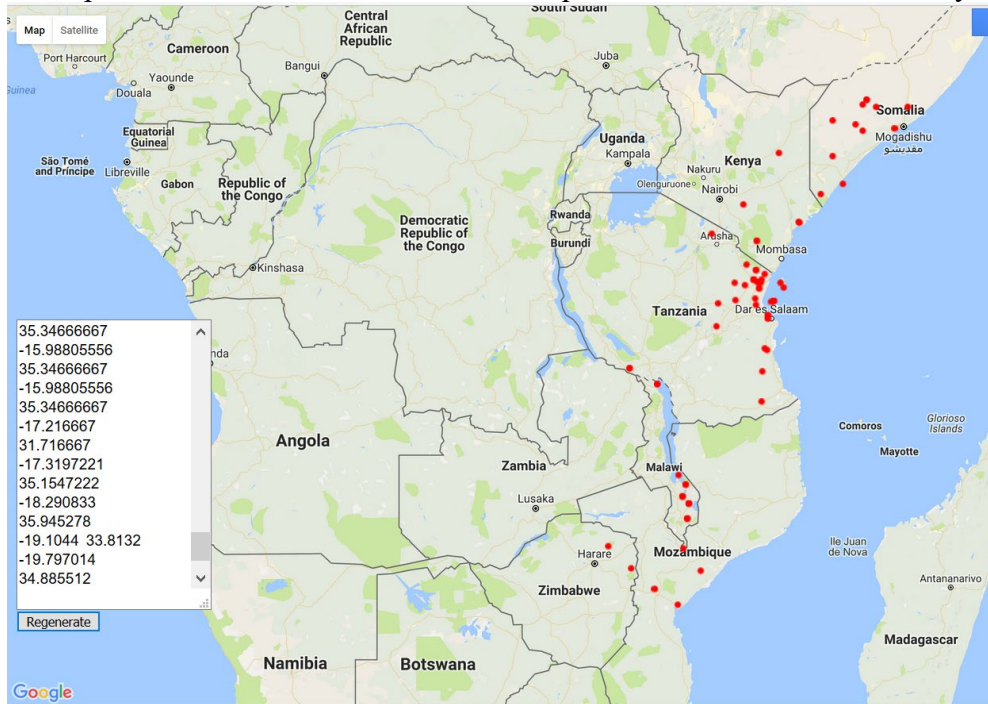 South Sudan
Map Satellite
Central
African
Republic
Cameroon
Port Harcourt
Bangui
Juba
Yaounde
Guinea
Douala
Somalia
Equatorial
Guinea
Uganda
Mogadishu
مقديشو
São Tomé
and Príncipe
Libreville
Kampala
Kenya
Nakuru
Gabon
Republic of
the Congo
Olenguruone
Nairobi
Democratic
Republic of
the Congo
Rwanda
Burundi
Arusha
Mombasa
Kinshasa
Tanzania
Dar es Salaam
35.34666667
-15.98805556
35.34666667
-15.98805556
35.34666667
-17.216667
31.716667
-17.3197221
35.1547222
-18.290833
35.945278
-19.1044 33.8132
-19.797014
34.885512
Regenerate
nda
Angola
Zambia
Malawi
Comoros
Glorioso
Islands
Mayotte
Lusaka
Harare
Mozambique
Ile Juan
de Nova
Zimbabwe
Antananarivo
Madagascar
Namibia
Botswana
Google